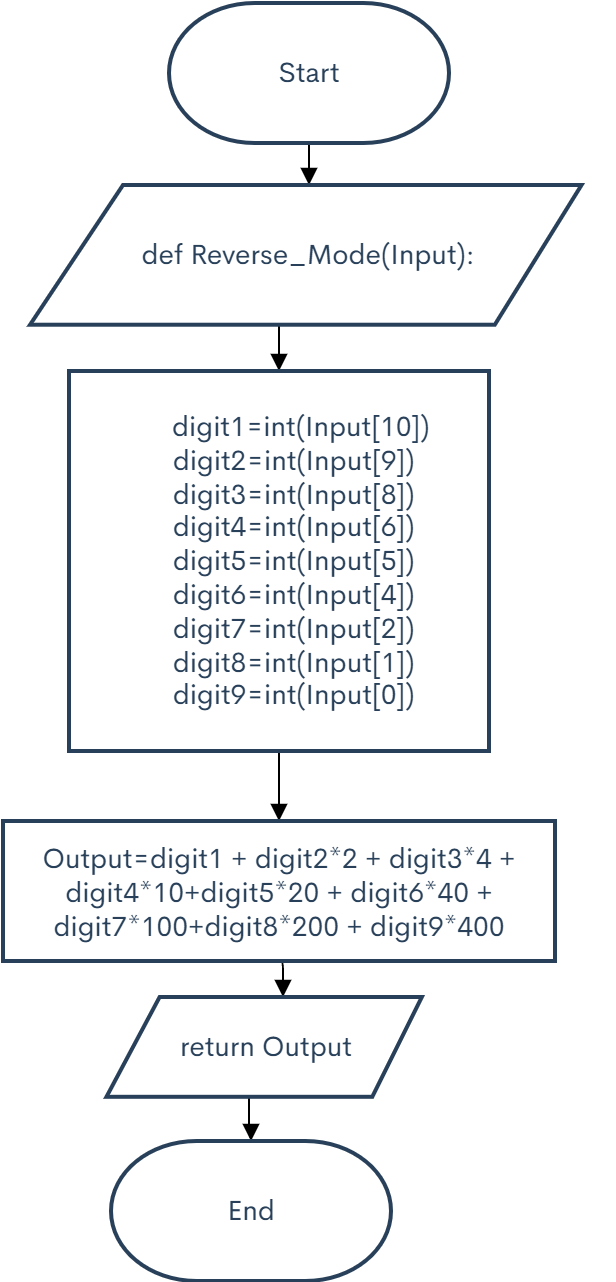 Start
def Reverse_Mode(Input):
digit1=int(Input[10])
digit2=int(Input[9])
digit3=int(Input[8])
digit4=int(Input[6])
digit5=int(Input[5])
digit6=int(Input[4])
digit7=int(Input[2])
digit8=int(Input[1])
digit9=int(Input[0])
Output=digit1 + digit2*2 + digit3*4 +
digit4*10+digit5*20 + digit6*40 +
digit7*100+digit8*200 + digit9*400
return Output
End